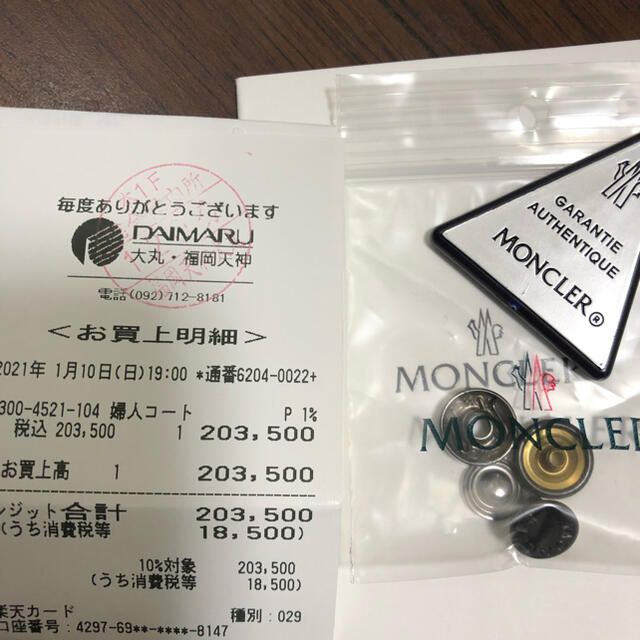 毎度ありがとうございます
DAIMARU
大丸・福岡天神
電話(092)712-8181
<お買上明細>
2021年 1月10日(日)19:00 *通番6204-0022+
300-4521-104 婦人コート P 1%
税込 203,500 1 203,500
お買上高 1 203,500
ジット合計 203,500
(うち消費税等 18,500)
10%対象 203,500
(うち消費税等 18,500)
楽天カード 種別:029
口座番号:4297-69**-****-8147
GARANTIE
AUTHENTIQUE
MONCLER®
MONCLER
MONCLER